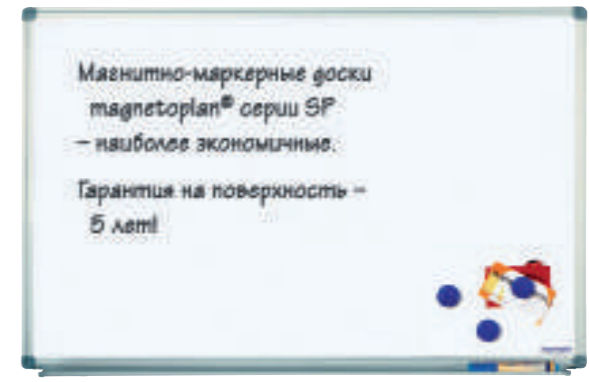 Магнитно-маркерные доски
magnetoplan® серии SP
– наиболее экономичные.
Гарантия на поверхность –
5 лет!